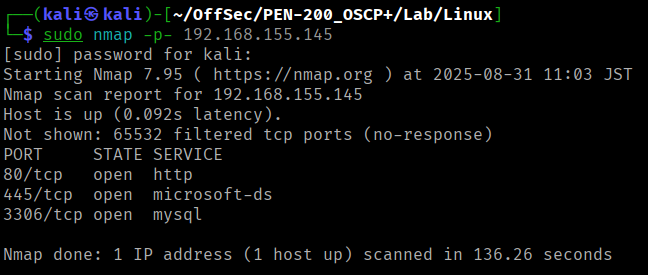 ┌──(kali㉿kali)-[~/OffSec/PEN-200_OSCP+/Lab/Linux]
└─$ sudo nmap -p- 192.168.155.145
[sudo] password for kali:
Starting Nmap 7.95 ( https://nmap.org ) at 2025-08-31 11:03 JST
Nmap scan report for 192.168.155.145
Host is up (0.092s latency).
Not shown: 65532 filtered tcp ports (no-response)
PORT     STATE SERVICE
80/tcp   open  http
445/tcp  open  microsoft-ds
3306/tcp open  mysql
Nmap done: 1 IP address (1 host up) scanned in 136.26 seconds